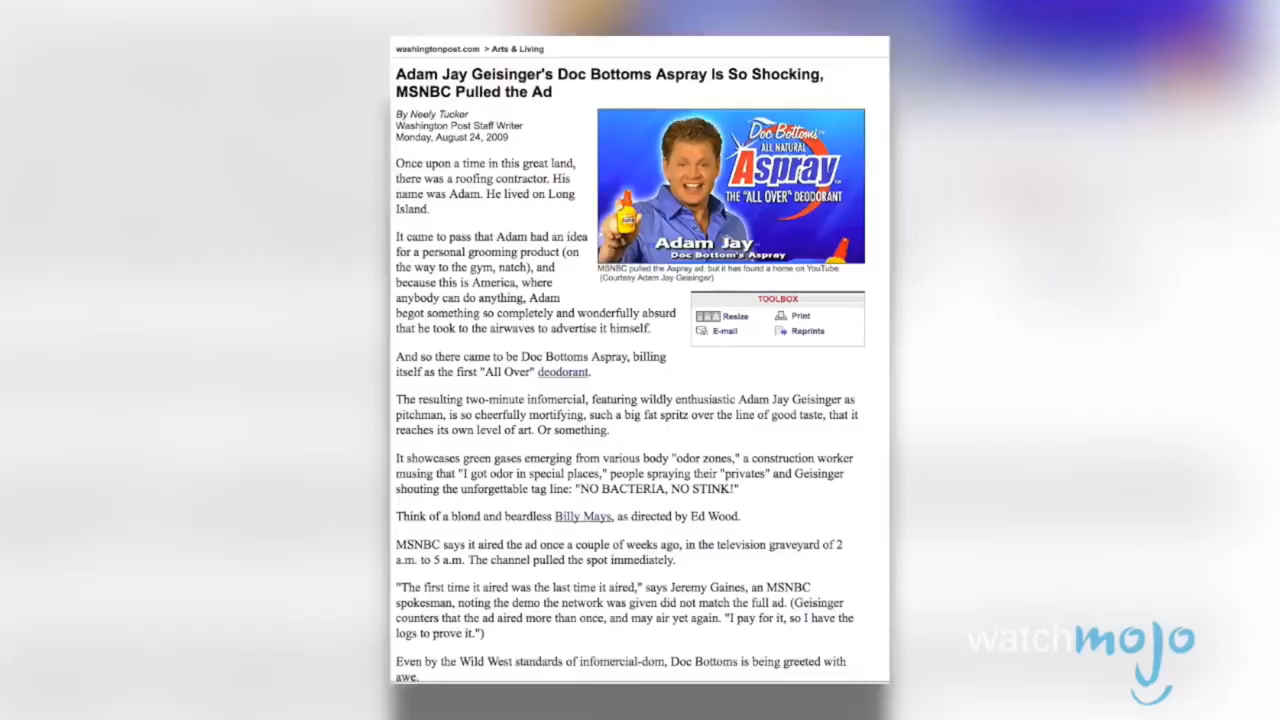 washingtonpost.com > Arts & Living
Adam Jay Geisinger's Doc Bottoms Aspray Is So Shocking,
MSNBC Pulled the Ad
By Neely Tucker
Washington Post Staff Writer
Monday, August 24, 2009
Once upon a time in this great land,
there was a roofing contractor. His
name was Adam. He lived on Long
Island.
It came to pass that Adam had an idea
for a personal grooming product (on
the way to the gym, natch), and
because this is America, where
anybody can do anything, Adam
begot something so completely and wonderfully absurd
that he took to the airwaves to advertise it himself.
Doc Bottoms™
ALL NATURAL
Aspray™
THE "ALL OVER" DEODORANT
Adam Jay™
Doc Bottom's Aspray
MSNBC pulled the Aspray ad, but it has found a home on YouTube.
(Courtesy Adam Jay Geisinger)
TOOLBOX
Resize
Print
E-mail
Reprints
And so there came to be Doc Bottoms Aspray, billing
itself as the first "All Over" deodorant.
The resulting two-minute infomercial, featuring wildly enthusiastic Adam Jay Geisinger as
pitchman, is so cheerfully mortifying, such a big fat spritz over the line of good taste, that it
reaches its own level of art. Or something.
It showcases green gases emerging from various body "odor zones," a construction worker
musing that "I got odor in special places," people spraying their "privates" and Geisinger
shouting the unforgettable tag line: "NO BACTERIA, NO STINK!"
Think of a blond and beardless Billy Mays, as directed by Ed Wood.
MSNBC says it aired the ad once a couple of weeks ago, in the television graveyard of 2
a.m. to 5 a.m. The channel pulled the spot immediately.
"The first time it aired was the last time it aired," says Jeremy Gaines, an MSNBC
spokesman, noting the demo the network was given did not match the full ad. (Geisinger
counters that the ad aired more than once, and may air yet again. "I pay for it, so I have the
logs to prove it.")
Even by the Wild West standards of infomercial-dom, Doc Bottoms is being greeted with
awe.
watchmojo